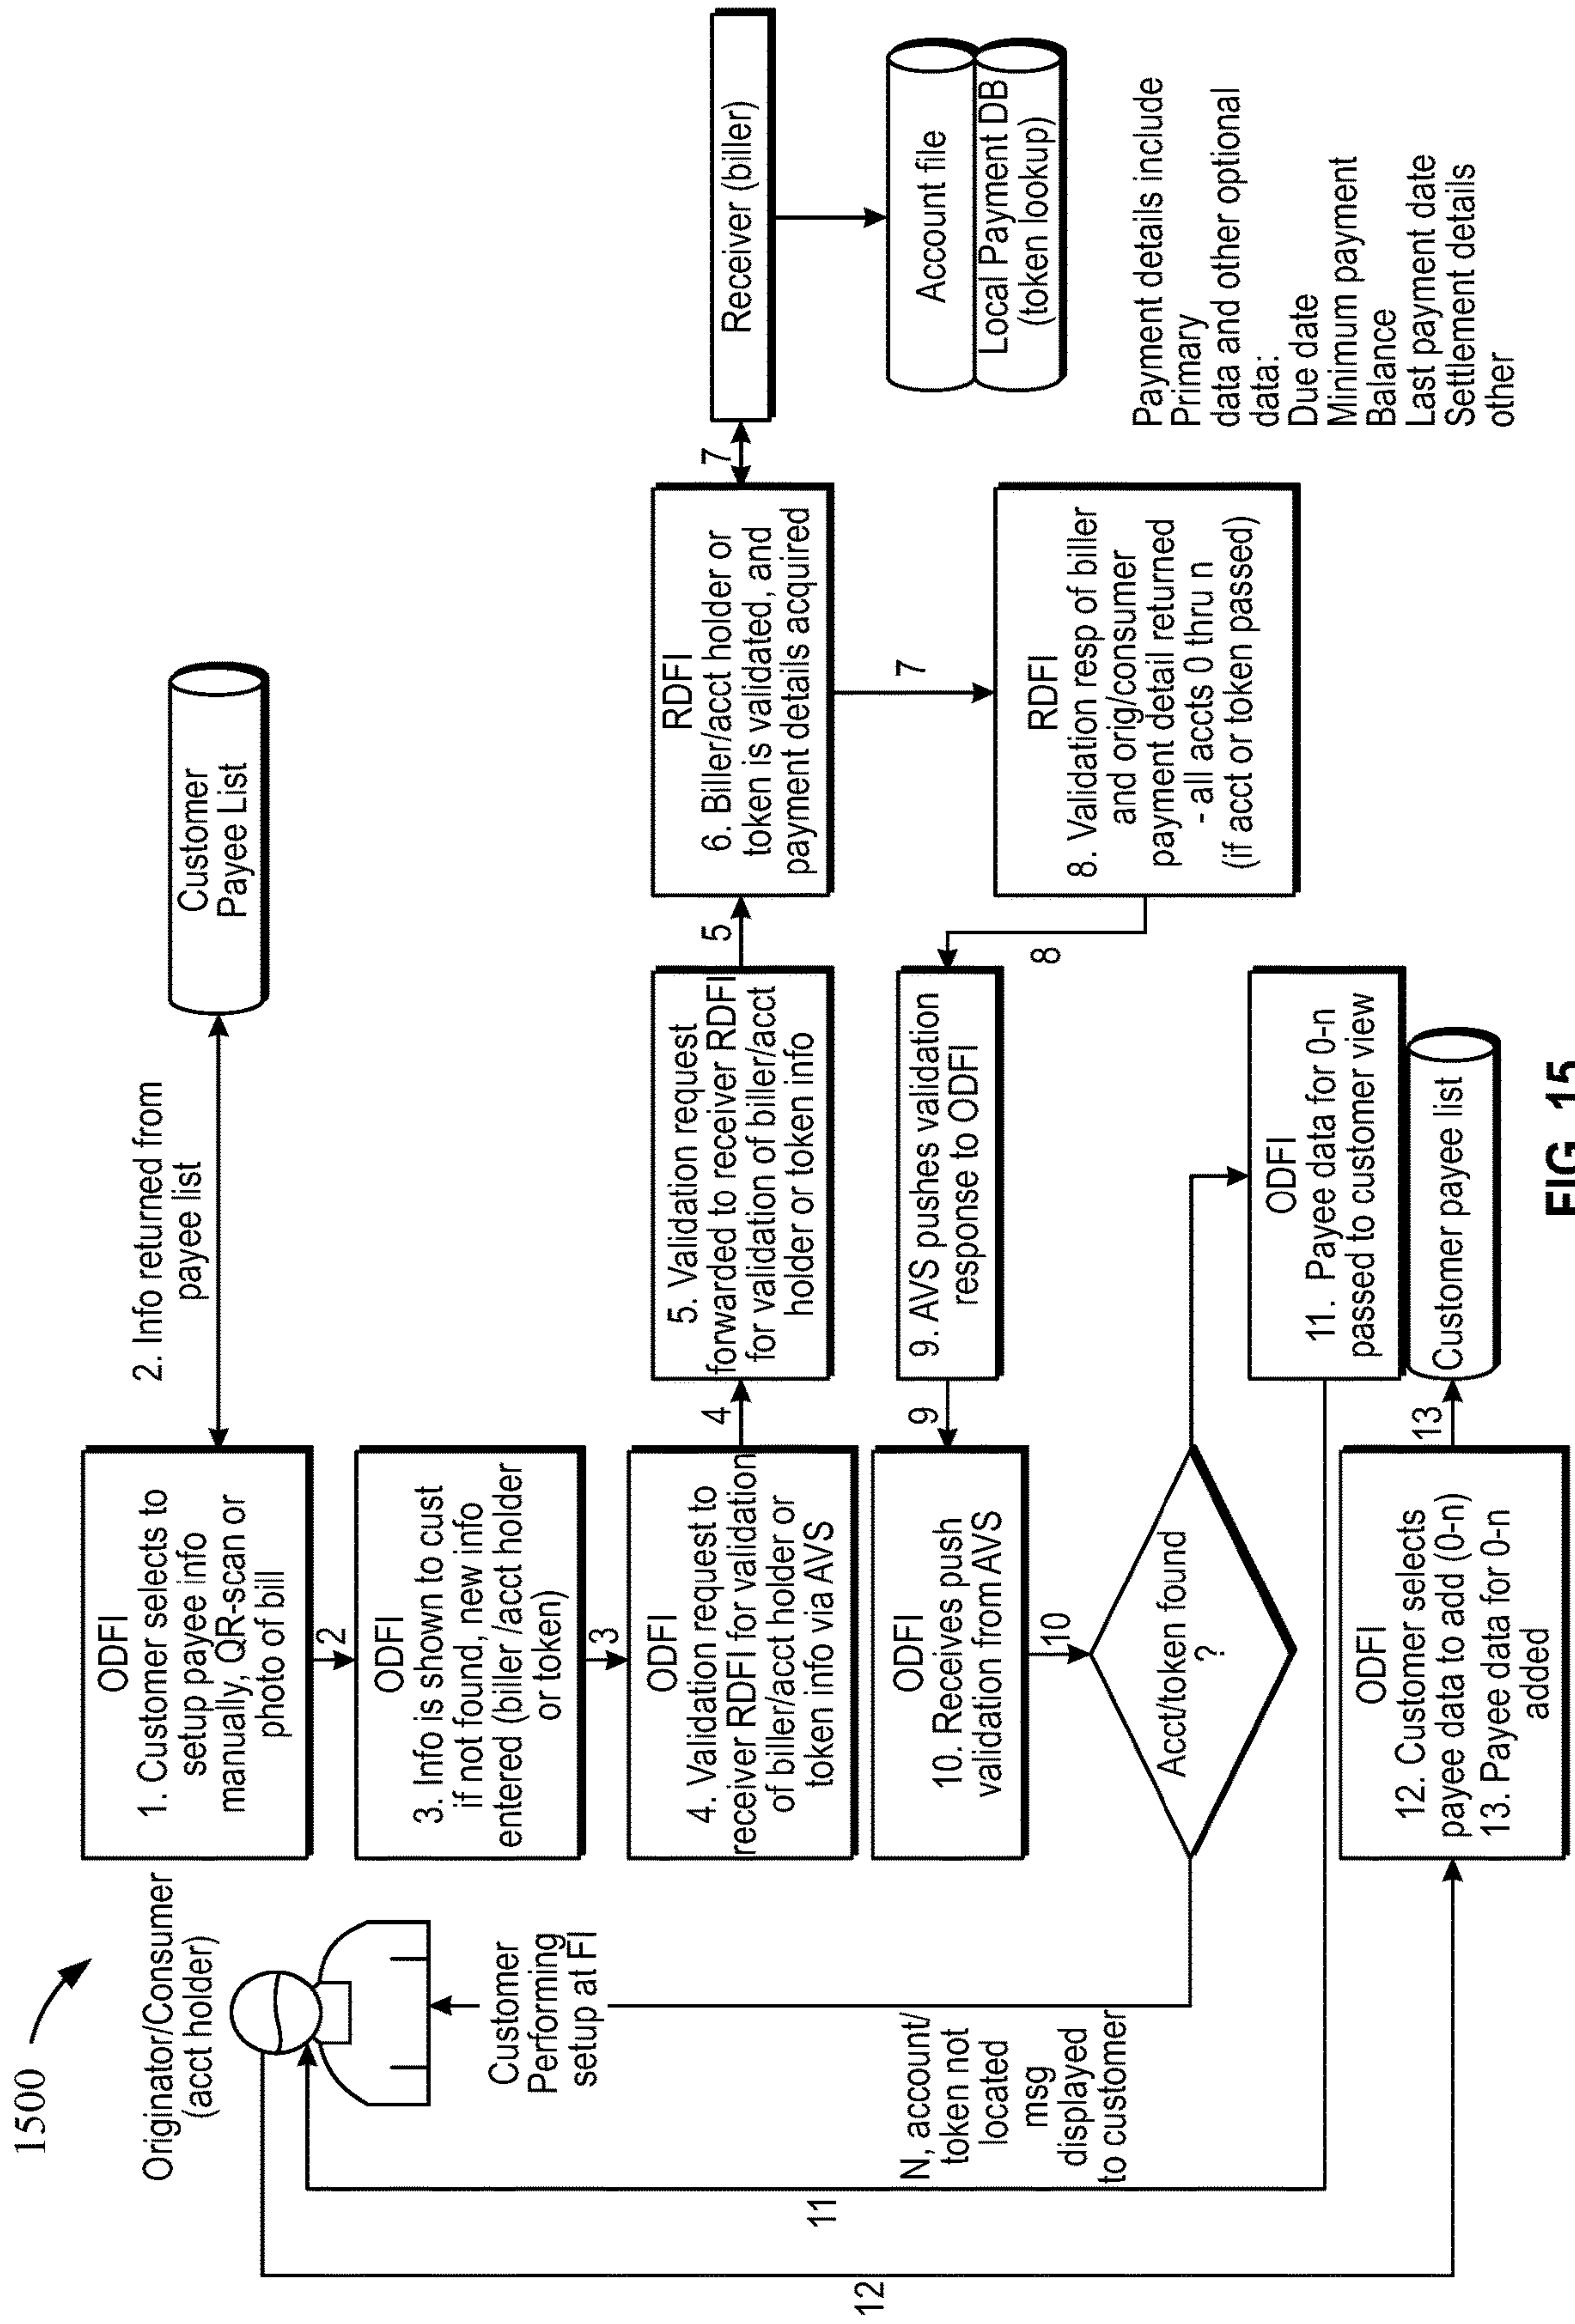 1500
Originator/Consumer
(acct holder)
Customer
Performing
setup at FI
ODFI
1. Customer selects to
setup payee info
manually, QR-scan or
photo of bill
2. Info returned from
payee list
Customer
Payee List
2
ODFI
3. Info is shown to cust
if not found, new info
entered (biller /acct holder
or token)
3
ODFI
4. Validation request to
receiver RDFI for validation
of biller/acct holder or
token info via AVS
4
5. Validation request
forwarded to receiver RDFI
for validation of biller/acct
holder or token info
5
RDFI
6. Biller/acct holder or
token is validated, and
payment details acquired
7
Receiver (biller)
Account file
Local Payment DB
(token lookup)
7
RDFI
8. Validation resp of biller
and orig/consumer
payment detail returned
- all accts 0 thru n
(if acct or token passed)
8
9. AVS pushes validation
response to ODFI
9
ODFI
10. Receives push
validation from AVS
10
Acct/token found
?
N, account/
token not
located
msg
displayed
to customer
ODFI
11. Payee data for 0-n
passed to customer view
11
12
ODFI
12. Customer selects
payee data to add (0-n)
13. Payee data for 0-n
added
13
Customer payee list
Payment details include
Primary
data and other optional
data:
Due date
Minimum payment
Balance
Last payment date
Settlement details
other
FIG. 15